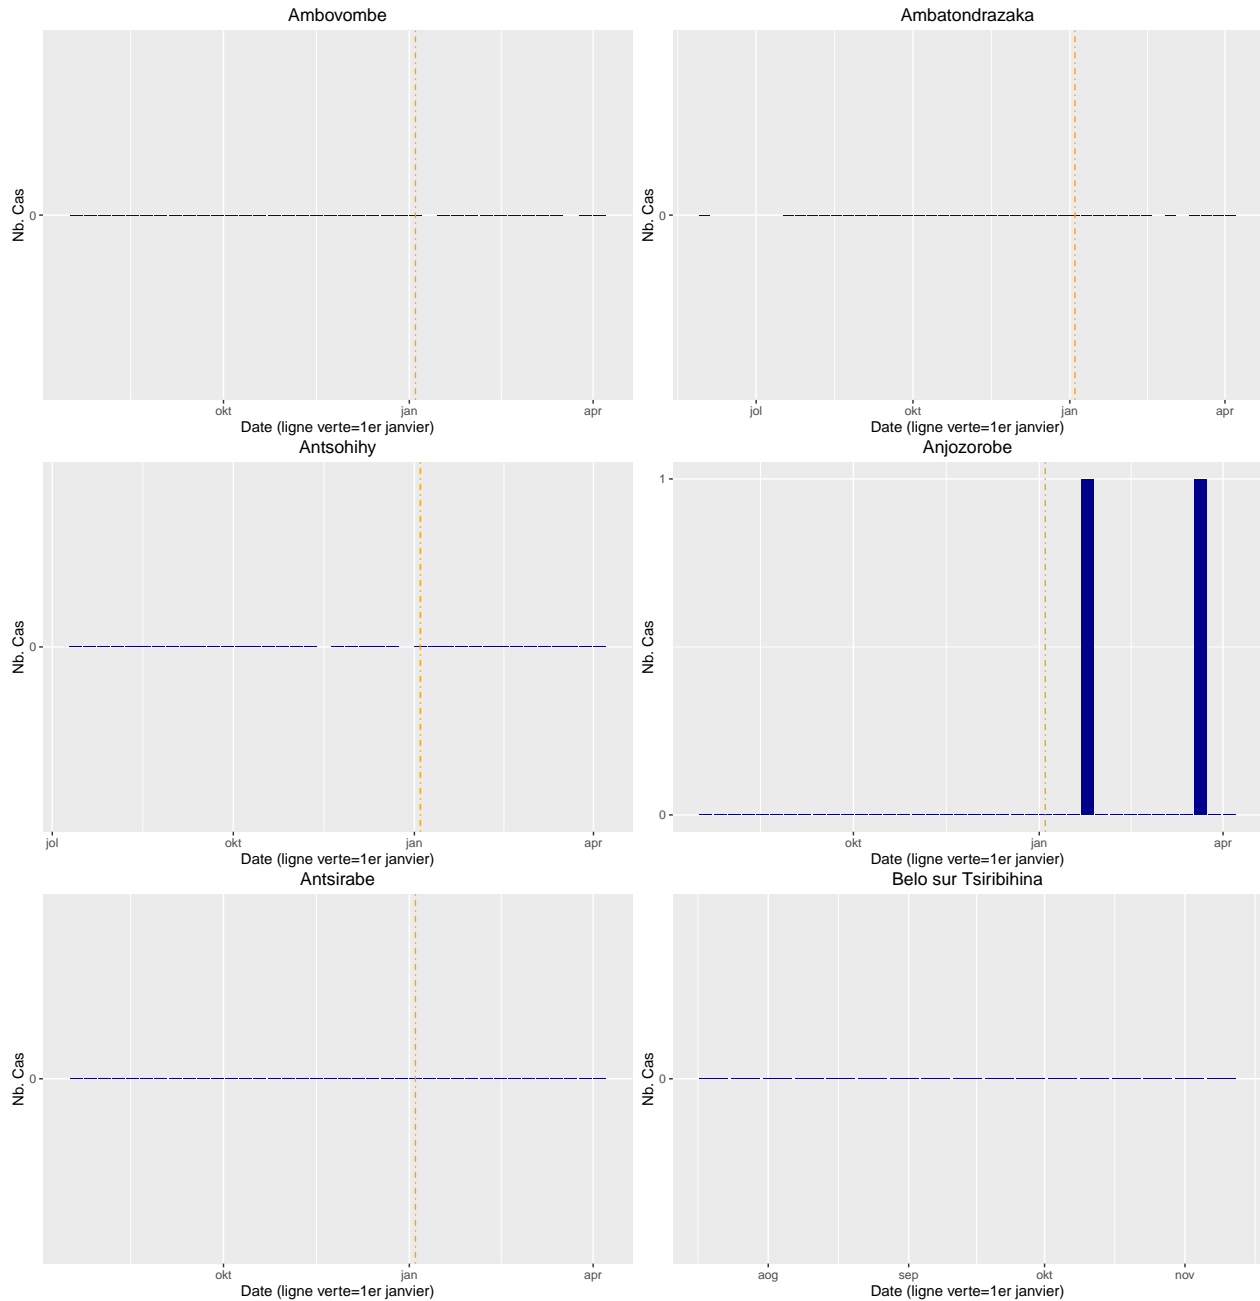 Ambovombe
Nb. Cas
0
okt jan apr
Date (ligne verte=1er janvier)
Ambatondrazaka
Nb. Cas
0
jol okt jan apr
Date (ligne verte=1er janvier)
Antsohihy
Nb. Cas
0
jol okt jan apr
Date (ligne verte=1er janvier)
Anjozorobe
Nb. Cas
1
0
okt jan apr
Date (ligne verte=1er janvier)
Antsirabe
Nb. Cas
0
okt jan apr
Date (ligne verte=1er janvier)
Belo sur Tsiribihina
Nb. Cas
0
aog sep okt nov
Date (ligne verte=1er janvier)